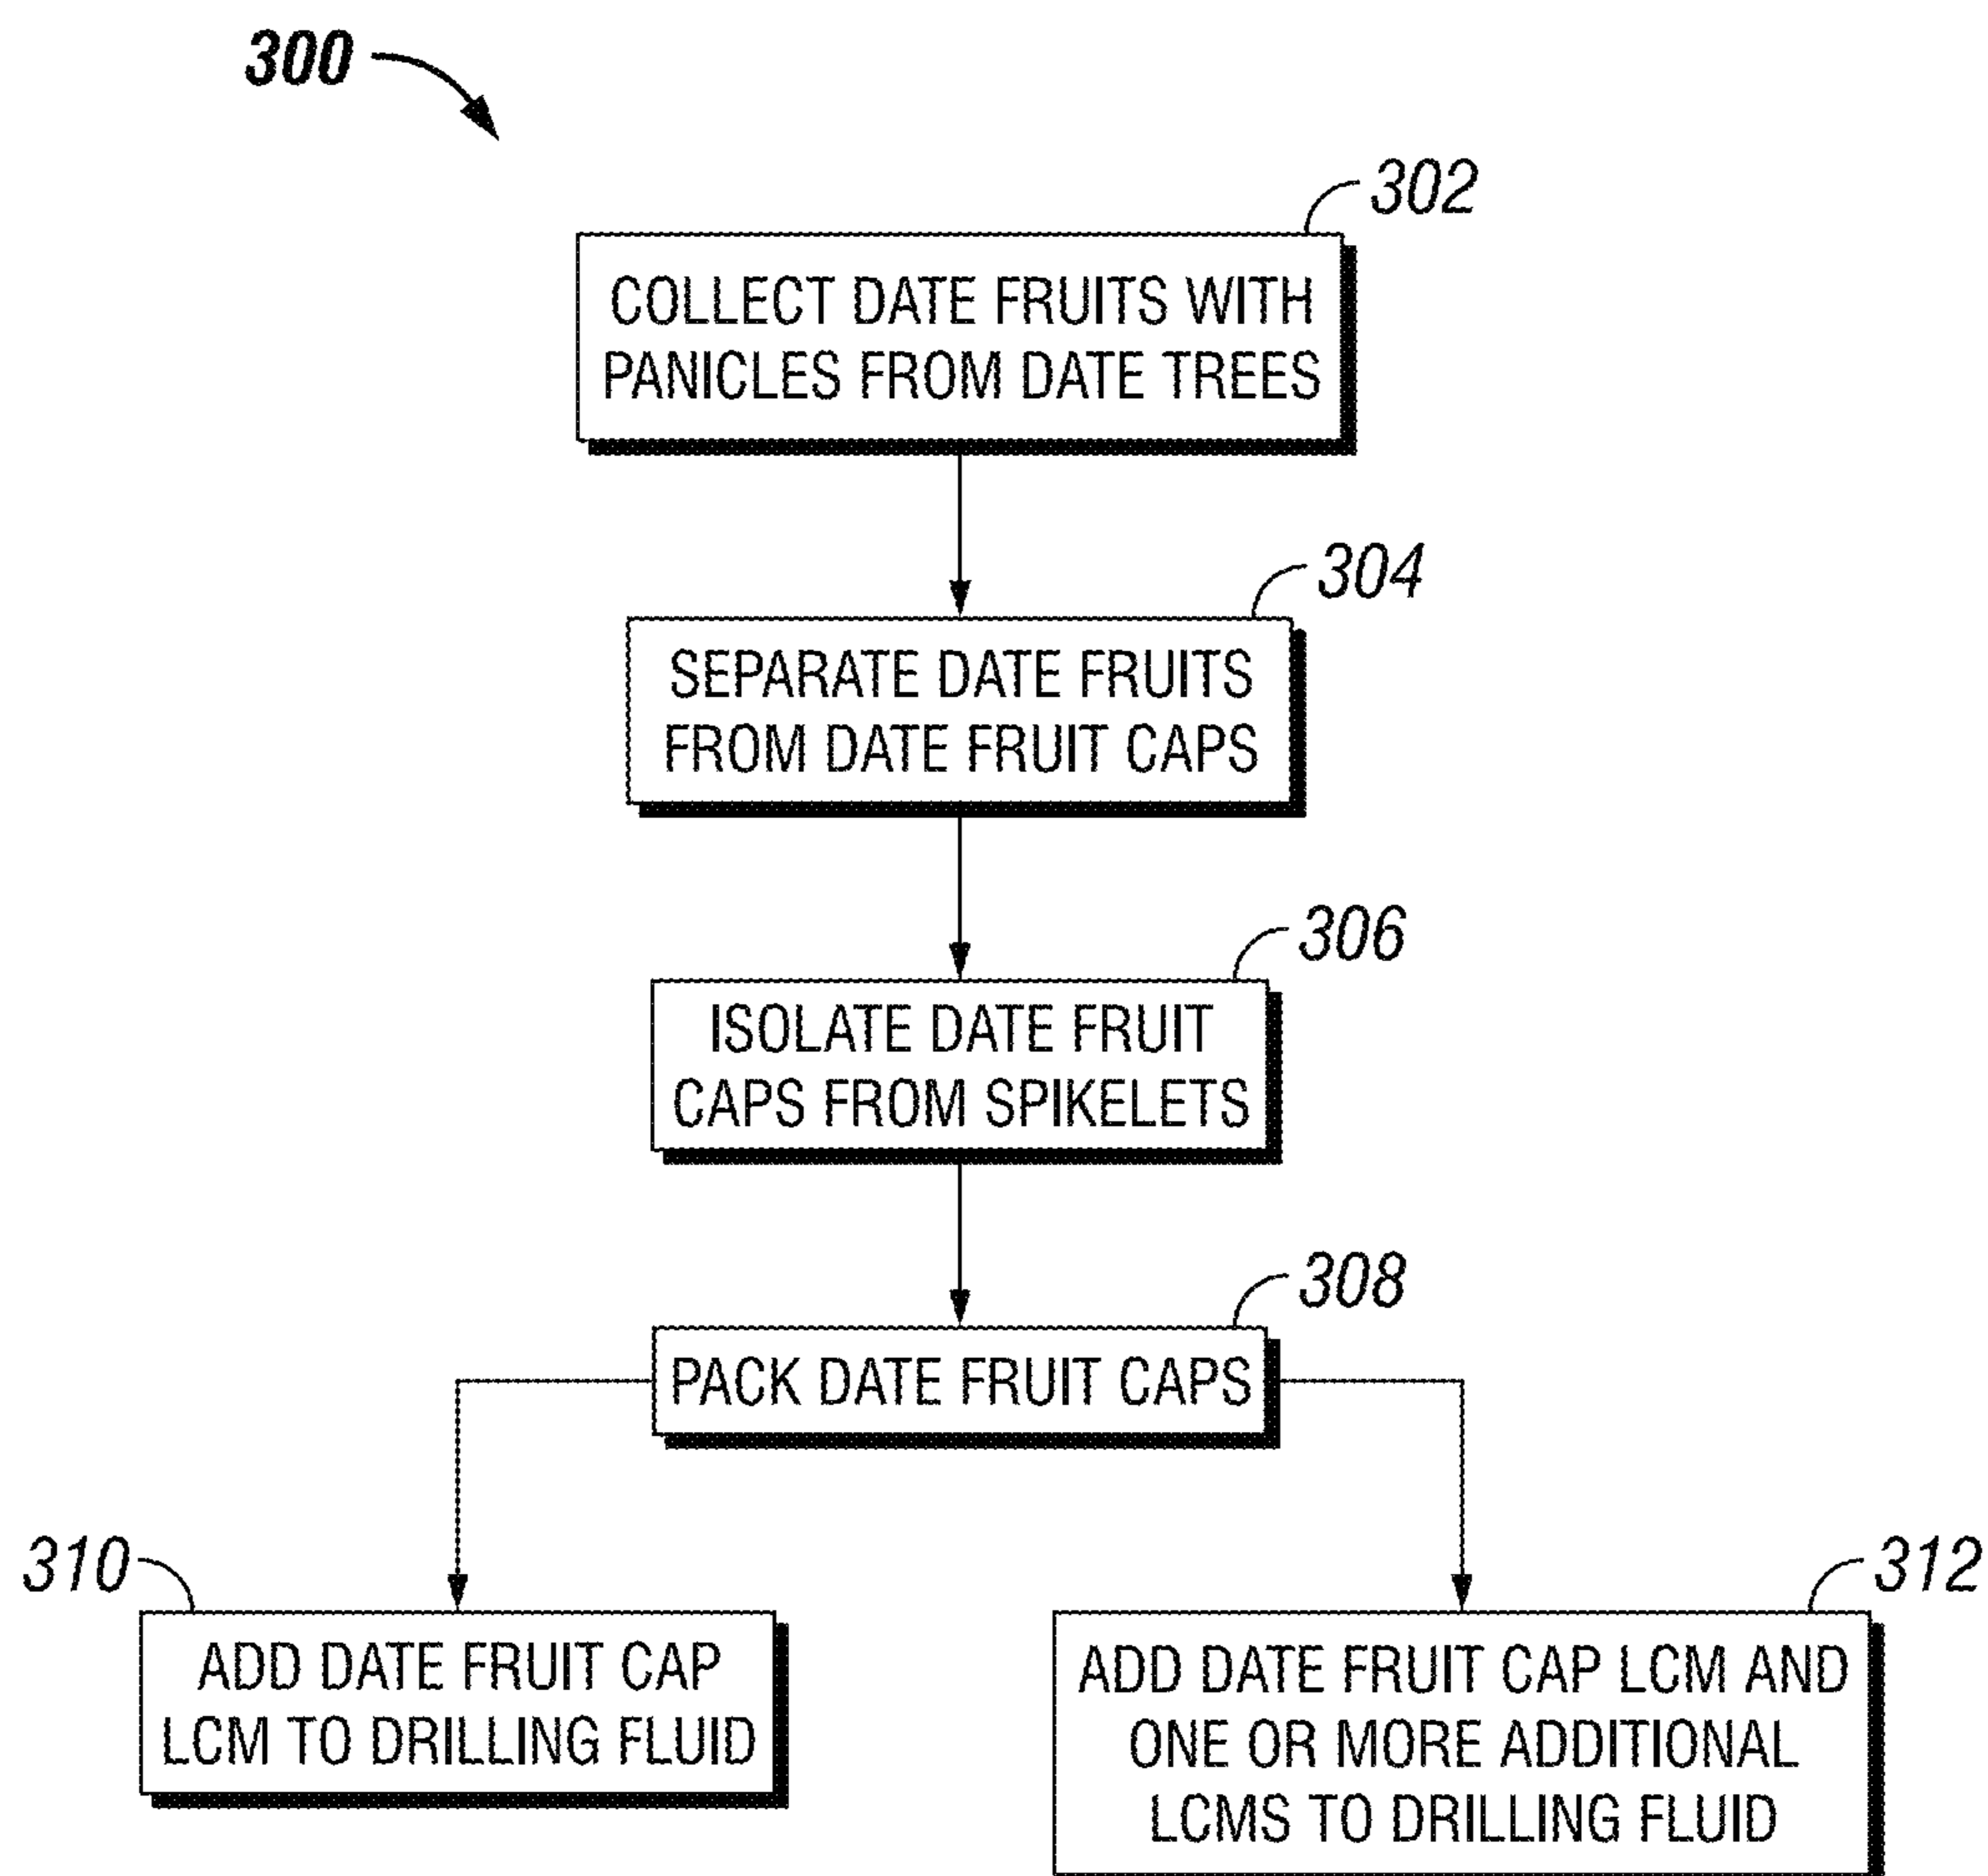 300
302
COLLECT DATE FRUITS WITH
PANICLES FROM DATE TREES
304
SEPARATE DATE FRUITS
FROM DATE FRUIT CAPS
306
ISOLATE DATE FRUIT
CAPS FROM SPIKELETS
308
PACK DATE FRUIT CAPS
310
ADD DATE FRUIT CAP
LCM TO DRILLING FLUID
312
ADD DATE FRUIT CAP LCM AND
ONE OR MORE ADDITIONAL
LCMS TO DRILLING FLUID